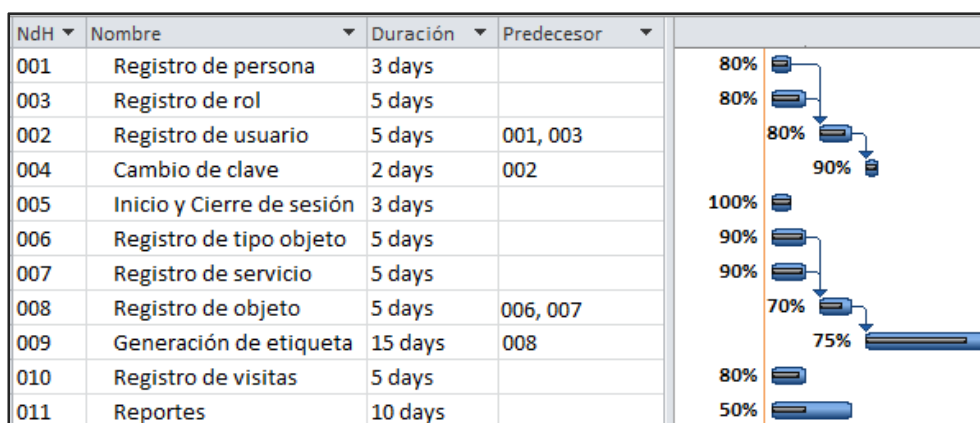 NdH Nombre Duración Predecesor
001 Registro de persona 3 days 80%
003 Registro de rol 5 days 80%
002 Registro de usuario 5 days 001, 003 80%
004 Cambio de clave 2 days 002 90%
005 Inicio y Cierre de sesión 3 days 100%
006 Registro de tipo objeto 5 days 90%
007 Registro de servicio 5 days 90%
008 Registro de objeto 5 days 006, 007 70%
009 Generación de etiqueta 15 days 008 75%
010 Registro de visitas 5 days 80%
011 Reportes 10 days 50%